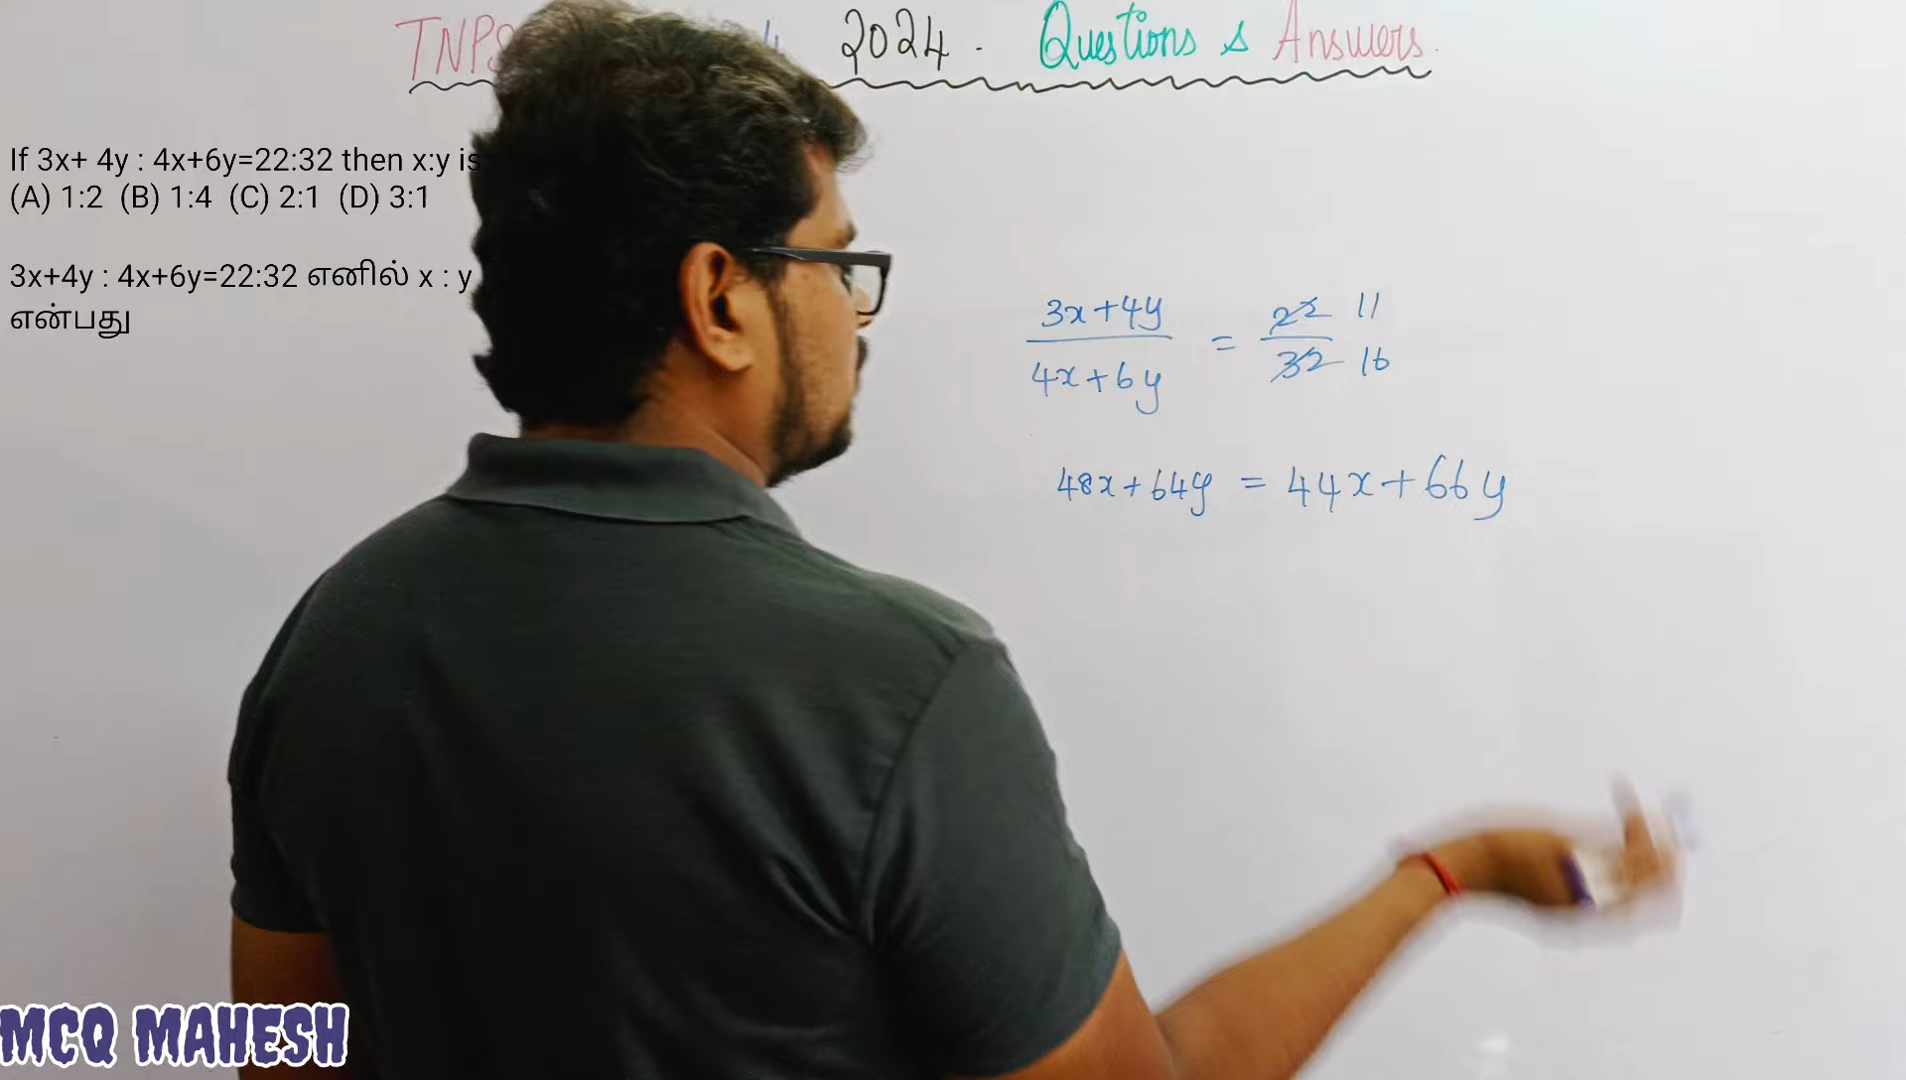 TNPS 2024. Questions & Answers.
If 3x+ 4y : 4x+6y=22:32 then x:y is
(A) 1:2 (B) 1:4 (C) 2:1 (D) 3:1
3x+4y : 4x+6y=22:32 எனில் x : y
என்பது
3x+4y = 22 11
4x+6y 32 16
48x+64y = 44x+66y
MCQ MAHESH